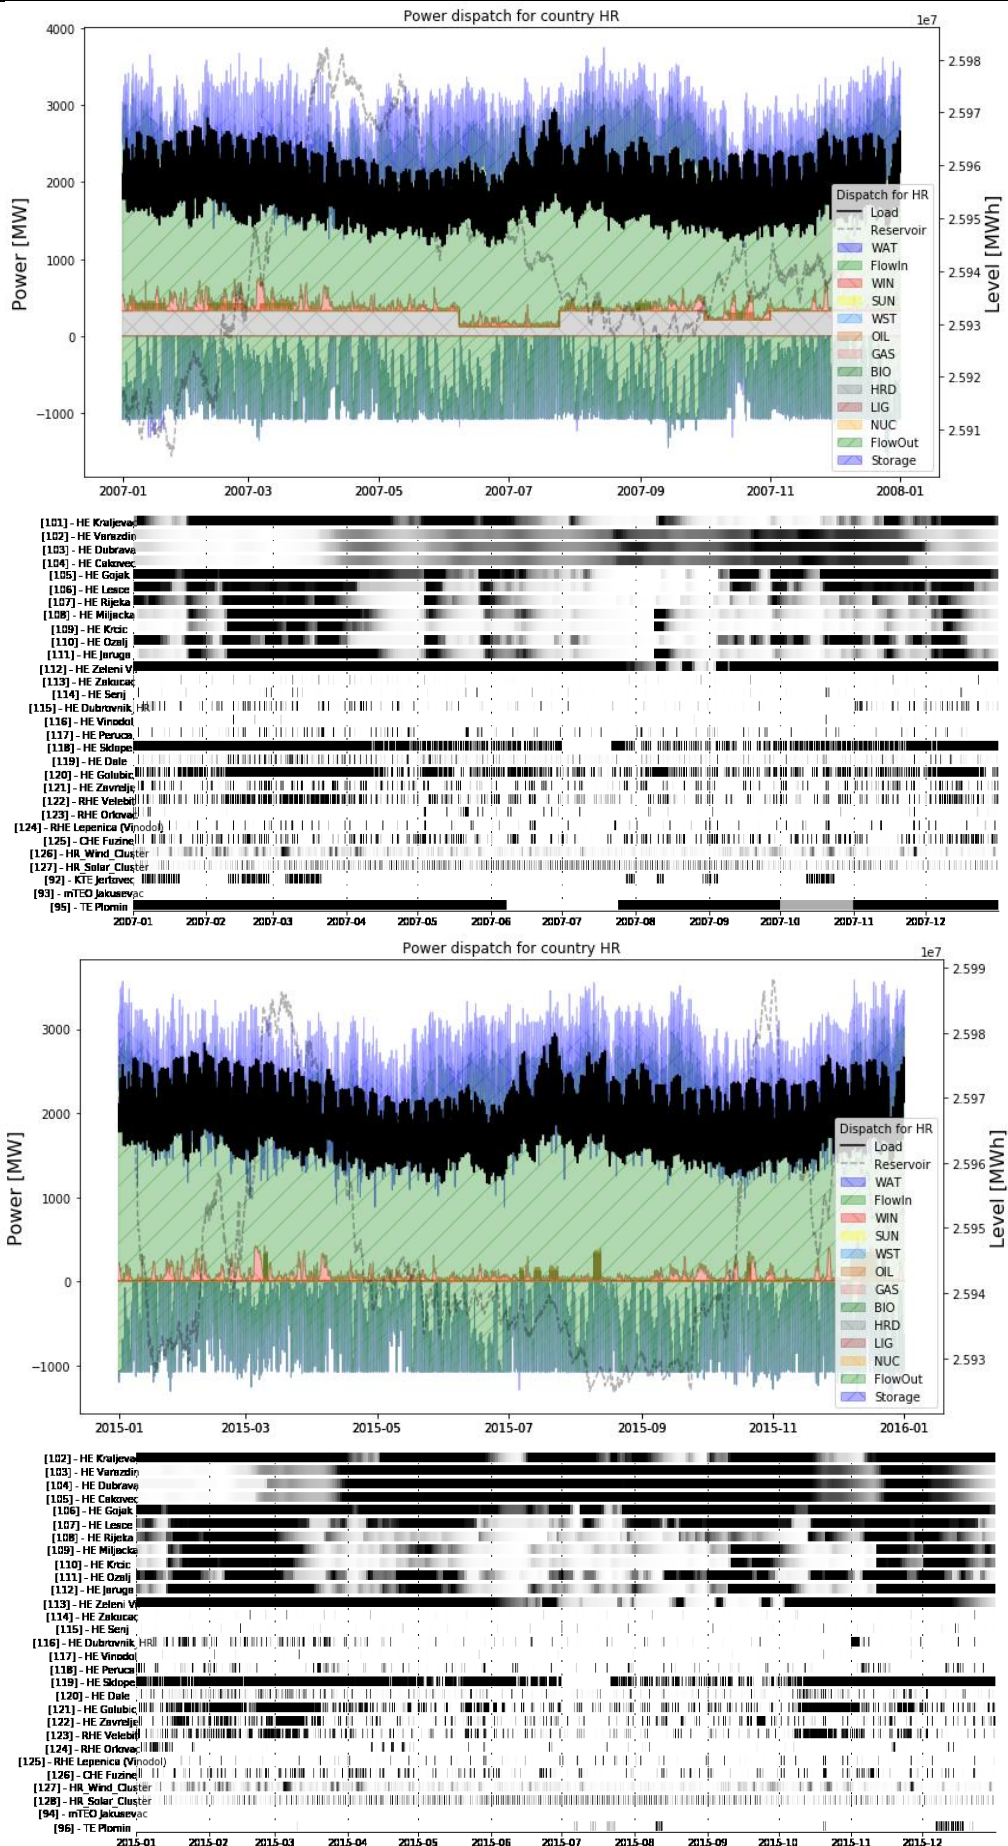 Power dispatch for country HR
1e7
4000
3000
2000
1000
0
−1000
Power [MW]
2.598
2.597
2.596
2.595
2.594
2.593
2.592
2.591
Level [MWh]
Dispatch for HR
Load
Reservoir
WAT
FlowIn
WIN
SUN
WST
OIL
GAS
BIO
HRD
LIG
NUC
FlowOut
Storage
2007-01 2007-03 2007-05 2007-07 2007-09 2007-11 2008-01
[101] - HE Kraljevac
[102] - HE Varazdin
[103] - HE Dubrava
[104] - HE Cakovec
[105] - HE Gojak
[106] - HE Lesce
[107] - HE Rijeka
[108] - HE Miljacka
[109] - HE Krcic
[110] - HE Ozalj
[111] - HE Jaruga
[112] - HE Zeleni V
[113] - HE Zakucac
[114] - HE Senj
[115] - HE Dubrovnik_HR
[116] - HE Vinodol
[117] - HE Peruca
[118] - HE Sklope
[119] - HE Dale
[120] - HE Golubic
[121] - HE Zavrelje
[122] - RHE Velebit
[123] - RHE Orlovac
[124] - RHE Lepenica (Vinodol)
[125] - CHE Fuzine
[126] - HR_Wind_Cluster
[127] - HR_Solar_Cluster
[92] - KTE Jertovec
[93] - mTEO Jakusevac
[95] - TE Plomin
2007-01 2007-02 2007-03 2007-04 2007-05 2007-06 2007-07 2007-08 2007-09 2007-10 2007-11 2007-12
Power dispatch for country HR
1e7
3000
2000
1000
0
−1000
Power [MW]
2.599
2.598
2.597
2.596
2.595
2.594
2.593
Level [MWh]
Dispatch for HR
Load
Reservoir
WAT
FlowIn
WIN
SUN
WST
OIL
GAS
BIO
HRD
LIG
NUC
FlowOut
Storage
2015-01 2015-03 2015-05 2015-07 2015-09 2015-11 2016-01
[102] - HE Kraljevac
[103] - HE Varazdin
[104] - HE Dubrava
[105] - HE Cakovec
[106] - HE Gojak
[107] - HE Lesce
[108] - HE Rijeka
[109] - HE Miljacka
[110] - HE Krcic
[111] - HE Ozalj
[112] - HE Jaruga
[113] - HE Zeleni V
[114] - HE Zakucac
[115] - HE Senj
[116] - HE Dubrovnik_HR
[117] - HE Vinodol
[118] - HE Peruca
[119] - HE Sklope
[120] - HE Dale
[121] - HE Golubic
[122] - HE Zavrelje
[123] - RHE Velebit
[124] - RHE Orlovac
[125] - RHE Lepenica (Vinodol)
[126] - CHE Fuzine
[127] - HR_Wind_Cluster
[128] - HR_Solar_Cluster
[94] - mTEO Jakusevac
[96] - TE Plomin
2015-01 2015-02 2015-03 2015-04 2015-05 2015-06 2015-07 2015-08 2015-09 2015-10 2015-11 2015-12